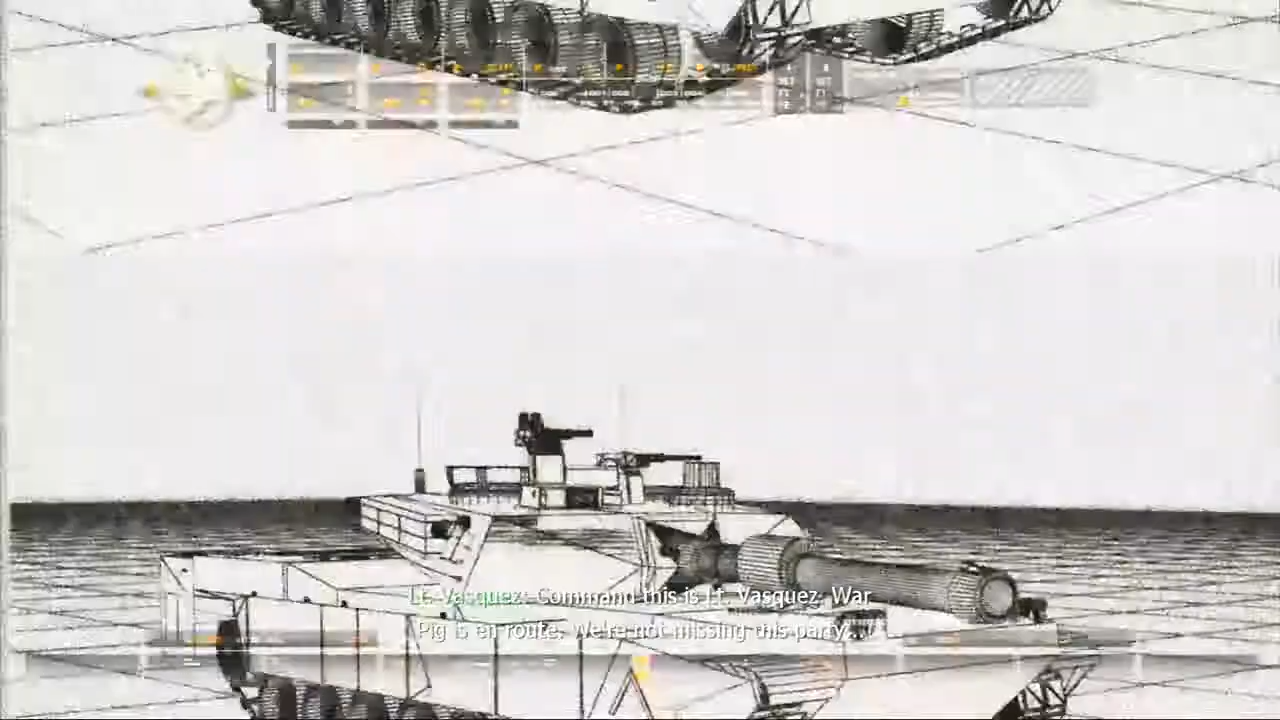 Lt. Vasquez: Command this is Lt. Vasquez. War
Pig is en route. We're not missing this party...